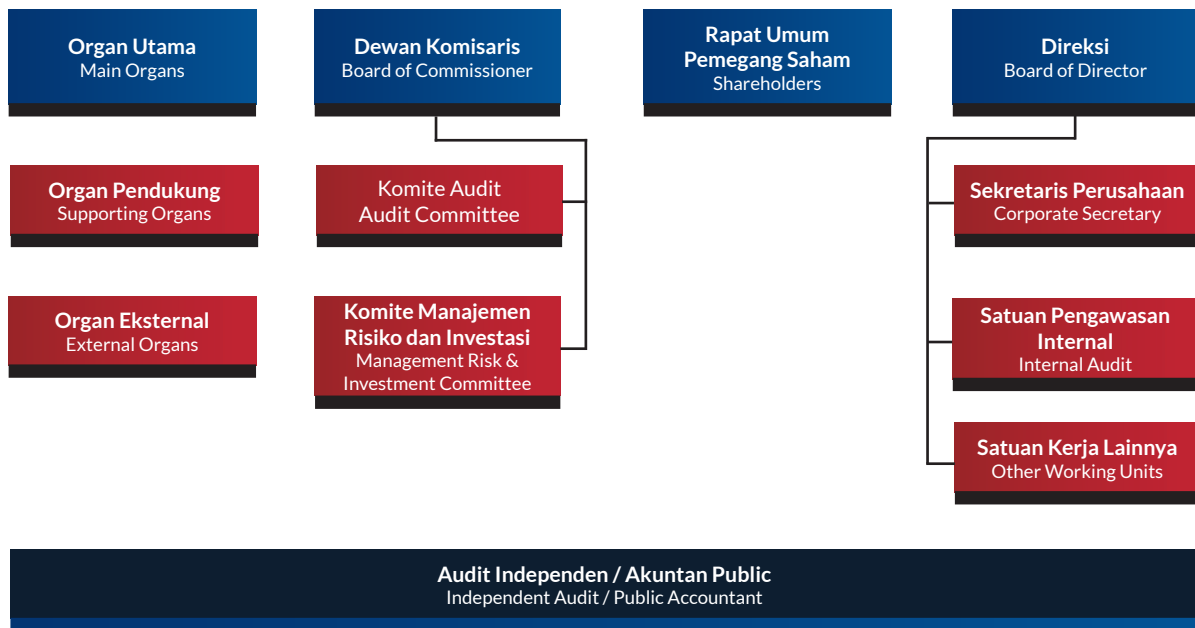 Organ Utama
Main Organs
Dewan Komisaris
Board of Commissioner
Rapat Umum
Pemegang Saham
Shareholders
Direksi
Board of Director
Organ Pendukung
Supporting Organs
Komite Audit
Audit Committee
Sekretaris Perusahaan
Corporate Secretary
Organ Eksternal
External Organs
Komite Manajemen
Risiko dan Investasi
Management Risk &
Investment Committee
Satuan Pengawasan
Internal
Internal Audit
Satuan Kerja Lainnya
Other Working Units
Audit Independen / Akuntan Public
Independent Audit / Public Accountant